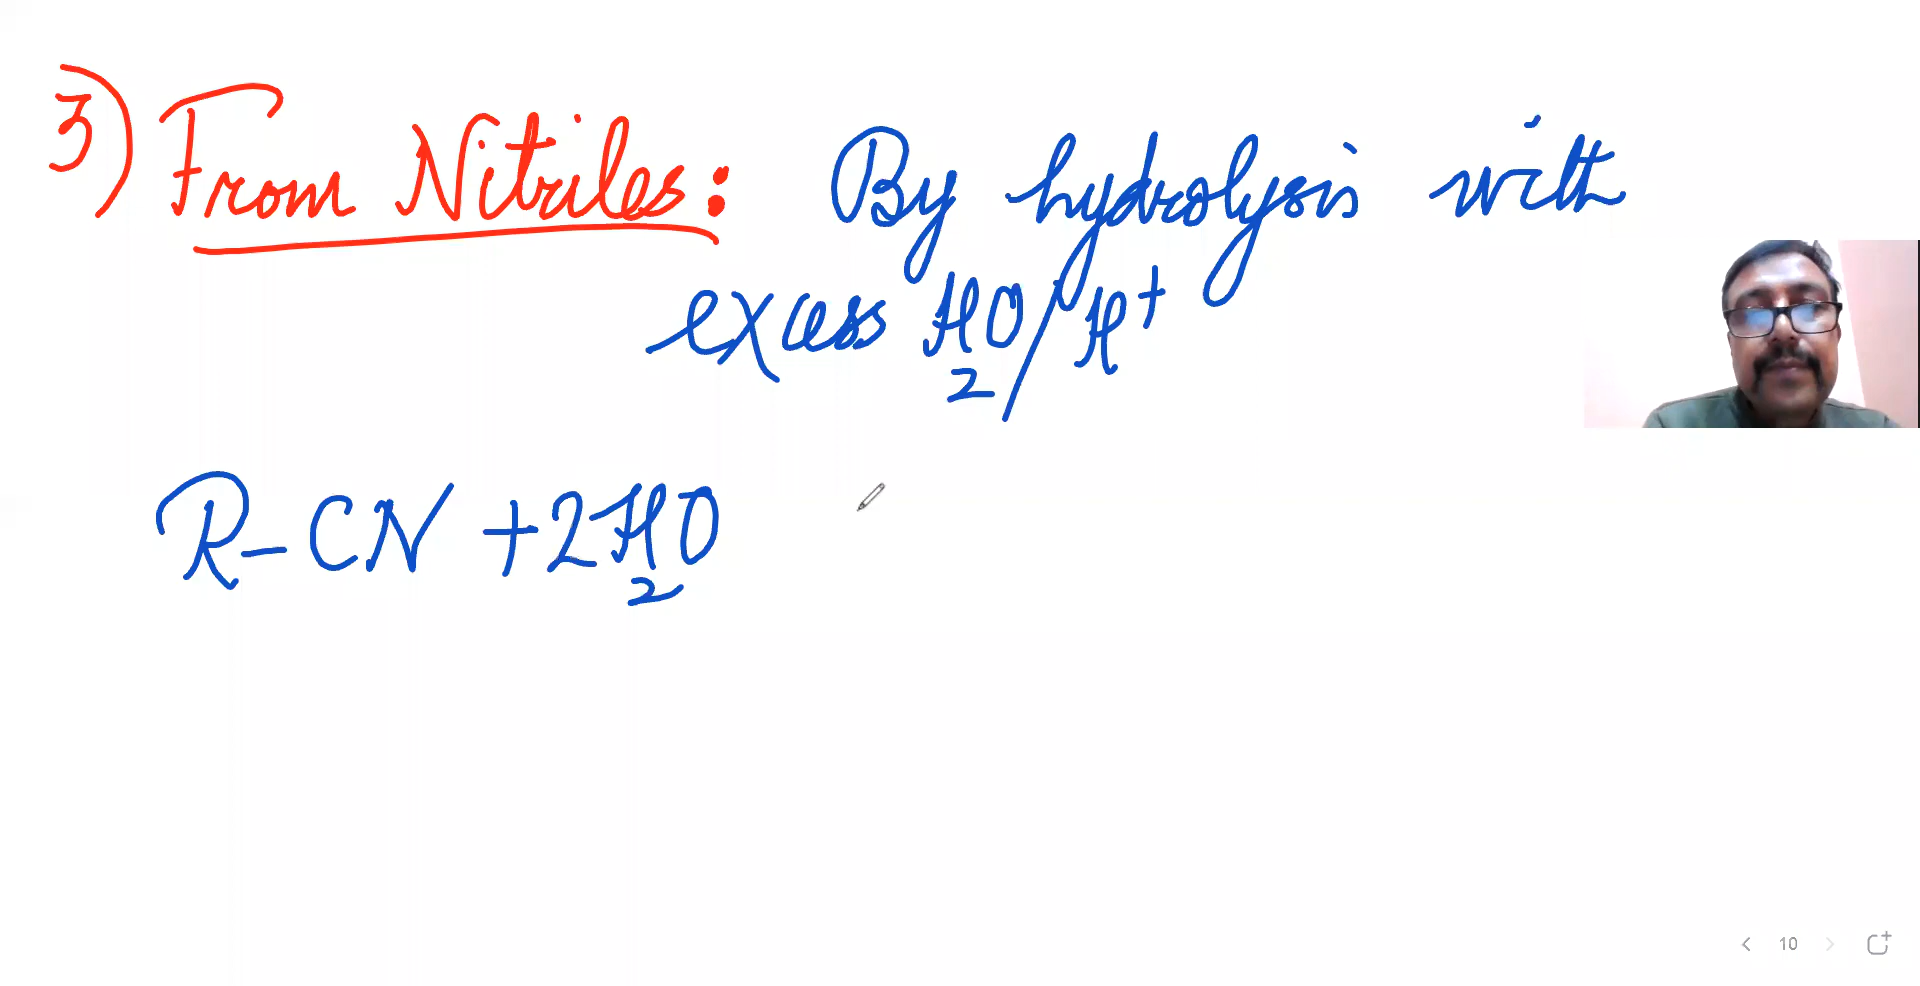 3) From Nitriles: By hydrolysis with
excess H₂O/H⁺
R-CN + 2H₂O
10